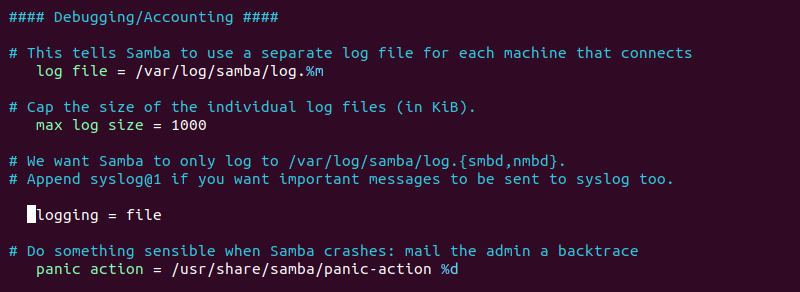 #### Debugging/Accounting ####
# This tells Samba to use a separate log file for each machine that connects
log file = /var/log/samba/log.%m
# Cap the size of the individual log files (in KiB).
max log size = 1000
# We want Samba to only log to /var/log/samba/log.{smbd,nmbd}.
# Append syslog@1 if you want important messages to be sent to syslog too.
logging = file
# Do something sensible when Samba crashes: mail the admin a backtrace
panic action = /usr/share/samba/panic-action %d